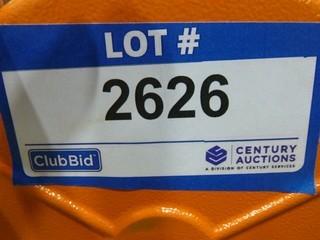 LOT #
2626
ClubBid
CENTURY
AUCTIONS
A DIVISION OF CENTURY SERVICES